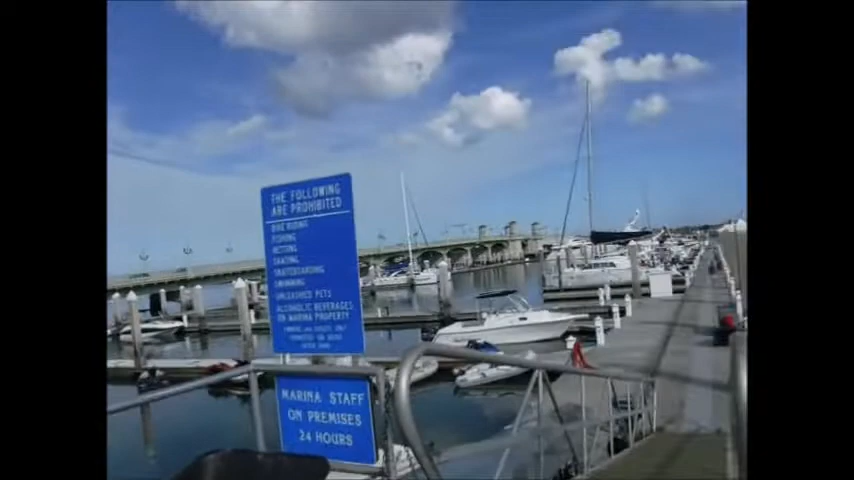 THE FOLLOWING
ARE PROHIBITED
BIKE RIDING
FISHING
NETTING
SKATING
SKATEBOARDING
SWIMMING
UNLEASHED PETS
ALCOHOLIC BEVERAGES
ON MARINA PROPERTY
MARINA STAFF
ON PREMISES
24 HOURS